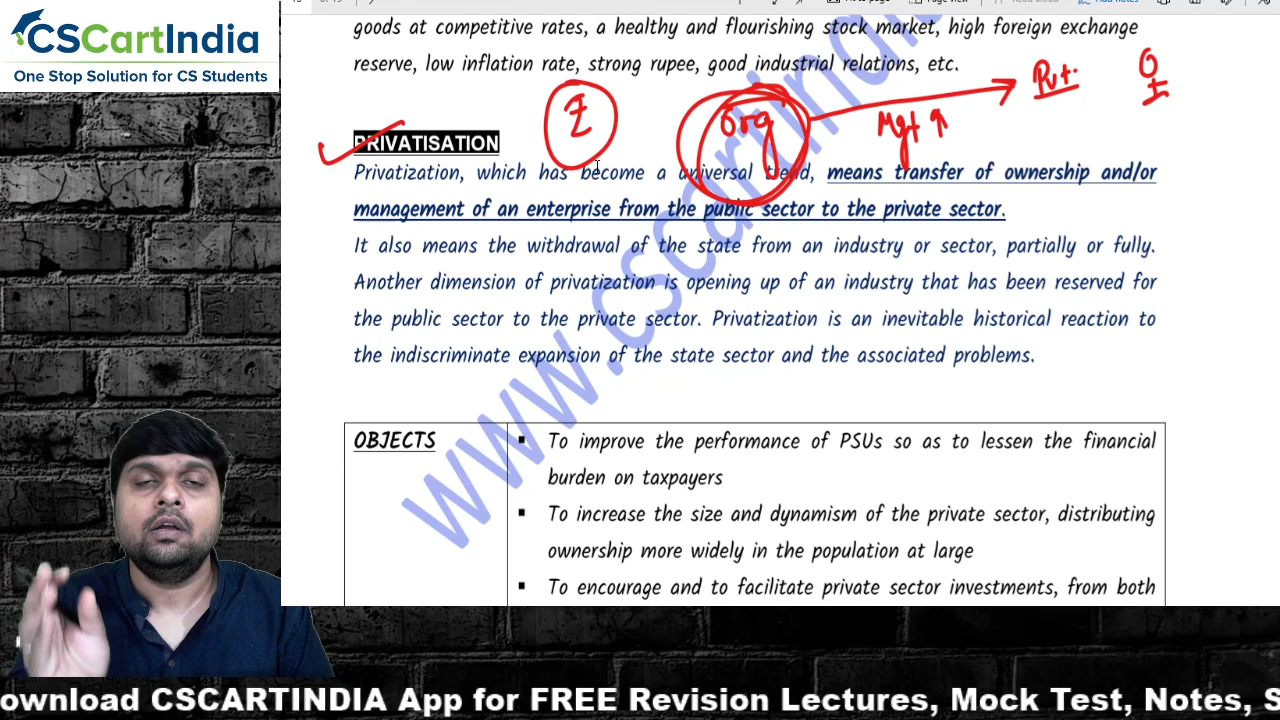 CSCartIndia
One Stop Solution for CS Students
goods at competitive rates, a healthy and flourishing stock market, high foreign exchange
reserve, low inflation rate, strong rupee, good industrial relations, etc.
Org
Mgt
Pvt.
PRIVATISATION
Privatization, which has become a universal trend, means transfer of ownership and/or
management of an enterprise from the public sector to the private sector.
It also means the withdrawal of the state from an industry or sector, partially or fully.
Another dimension of privatization is opening up of an industry that has been reserved for
the public sector to the private sector. Privatization is an inevitable historical reaction to
the indiscriminate expansion of the state sector and the associated problems.
www.cscartindia
OBJECTS
▪ To improve the performance of PSUs so as to lessen the financial
burden on taxpayers
▪ To increase the size and dynamism of the private sector, distributing
ownership more widely in the population at large
▪ To encourage and to facilitate private sector investments, from both
ownload CSCARTINDIA App for FREE Revision Lectures, Mock Test, Notes, S